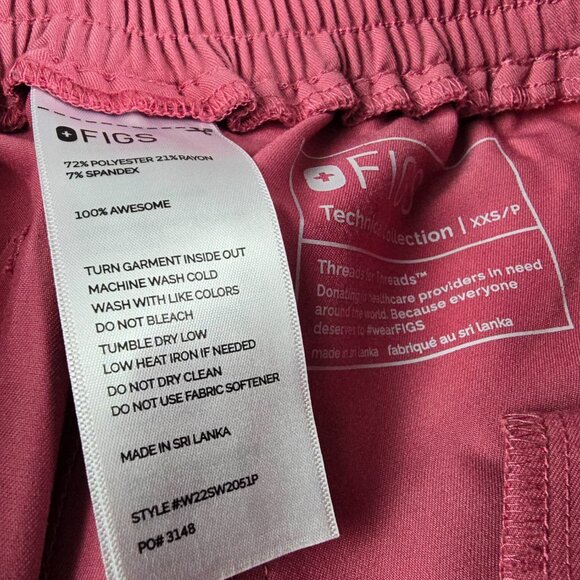 FIGS
72% POLYESTER 21% RAYON
7% SPANDEX
100% AWESOME
TURN GARMENT INSIDE OUT
MACHINE WASH COLD
WASH WITH LIKE COLORS
DO NOT BLEACH
TUMBLE DRY LOW
LOW HEAT IRON IF NEEDED
DO NOT DRY CLEAN
DO NOT USE FABRIC SOFTENER
MADE IN SRI LANKA
STYLE #:W22SW2051P
PO# 3148
FIGS
Technical Collection | XXS/P
Threads for Threads™
Donating to healthcare providers in need
around the world. Because everyone
deserves to #wearFIGS
made in sri lanka fabriqué au sri lanka